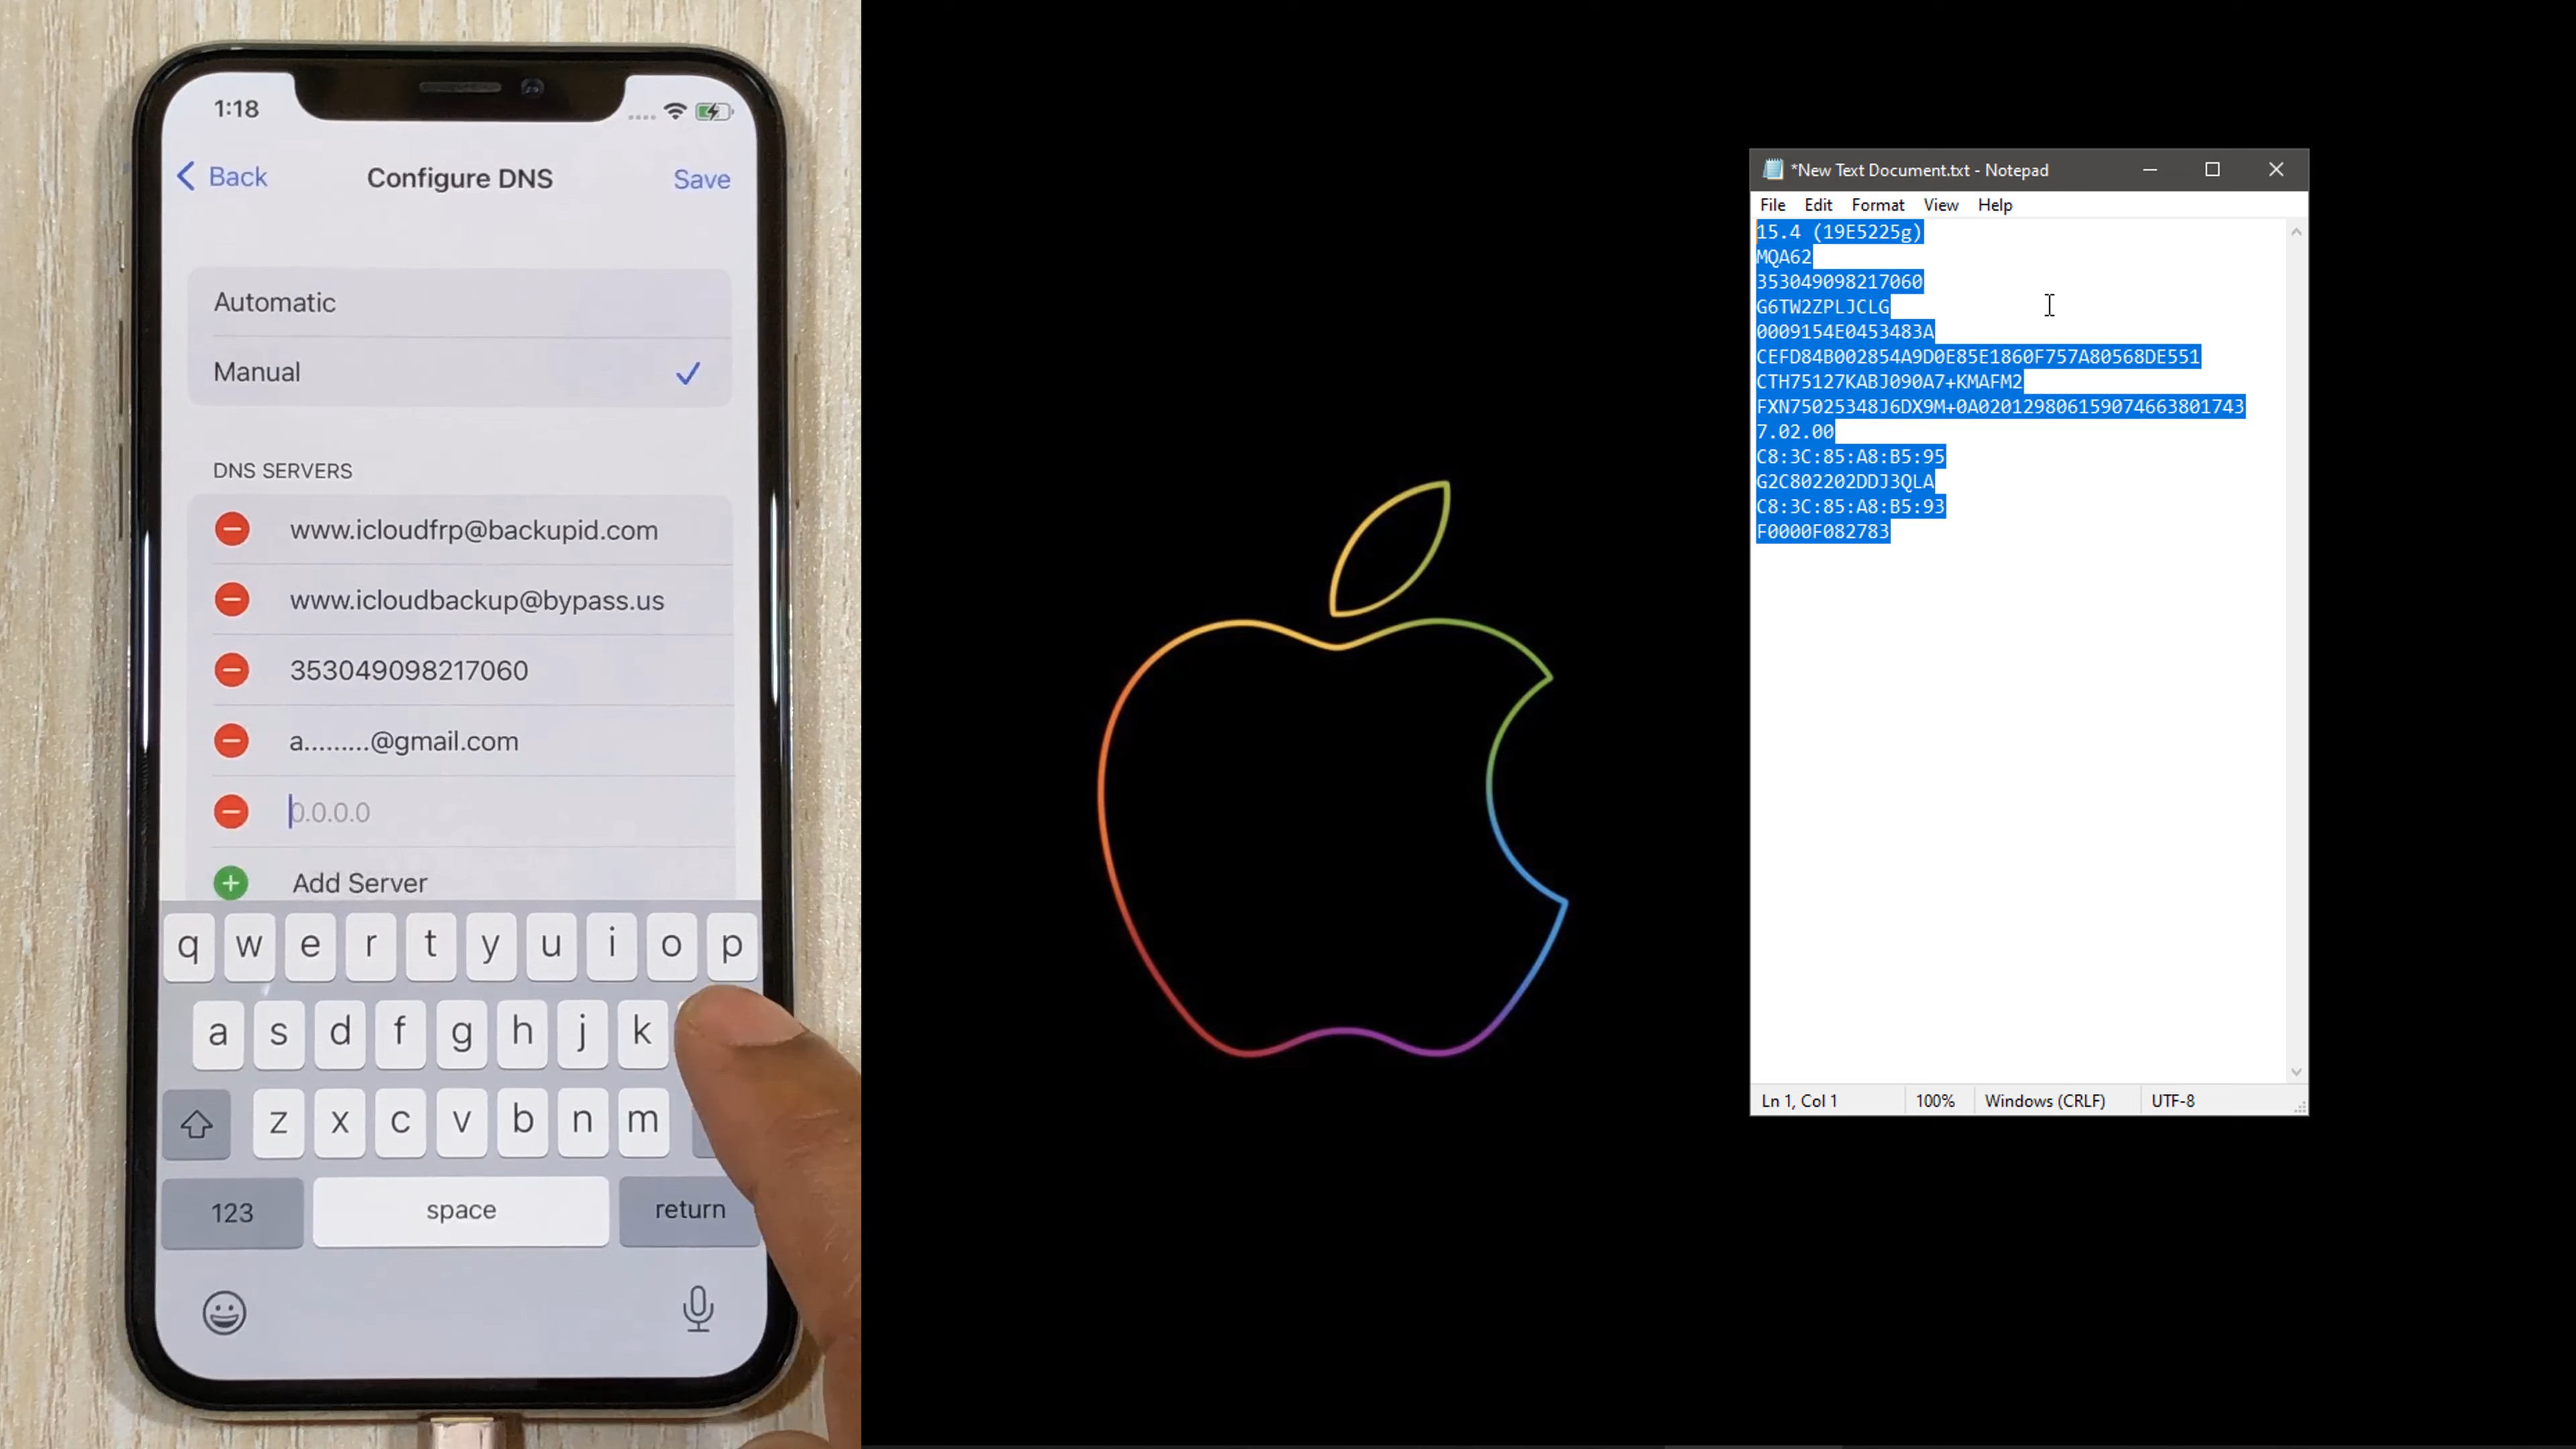 1:18
Back
Configure DNS
Save
Automatic
Manual
DNS SERVERS
www.icloudfrp@backupid.com
www.icloudbackup@bypass.us
353049098217060
a.........@gmail.com
0.0.0.0
Add Server
q w e r t y u i o p
a s d f g h j k
z x c v b n m
123
space
return
*New Text Document.txt - Notepad
File Edit Format View Help
15.4 (19E5225g)
MQA62
353049098217060
G6TW2ZPLJCLG
0009154E0453483A
CEFD84B002854A9D0E85E1860F757A80568DE551
CTH75127KABJ090A7+KMAFM2
FXN75025348J6DX9M+0A020129806159074663801743
7.02.00
C8:3C:85:A8:B5:95
G2C802202DDJ3QLA
C8:3C:85:A8:B5:93
F0000F082783
Ln 1, Col 1
100%
Windows (CRLF)
UTF-8